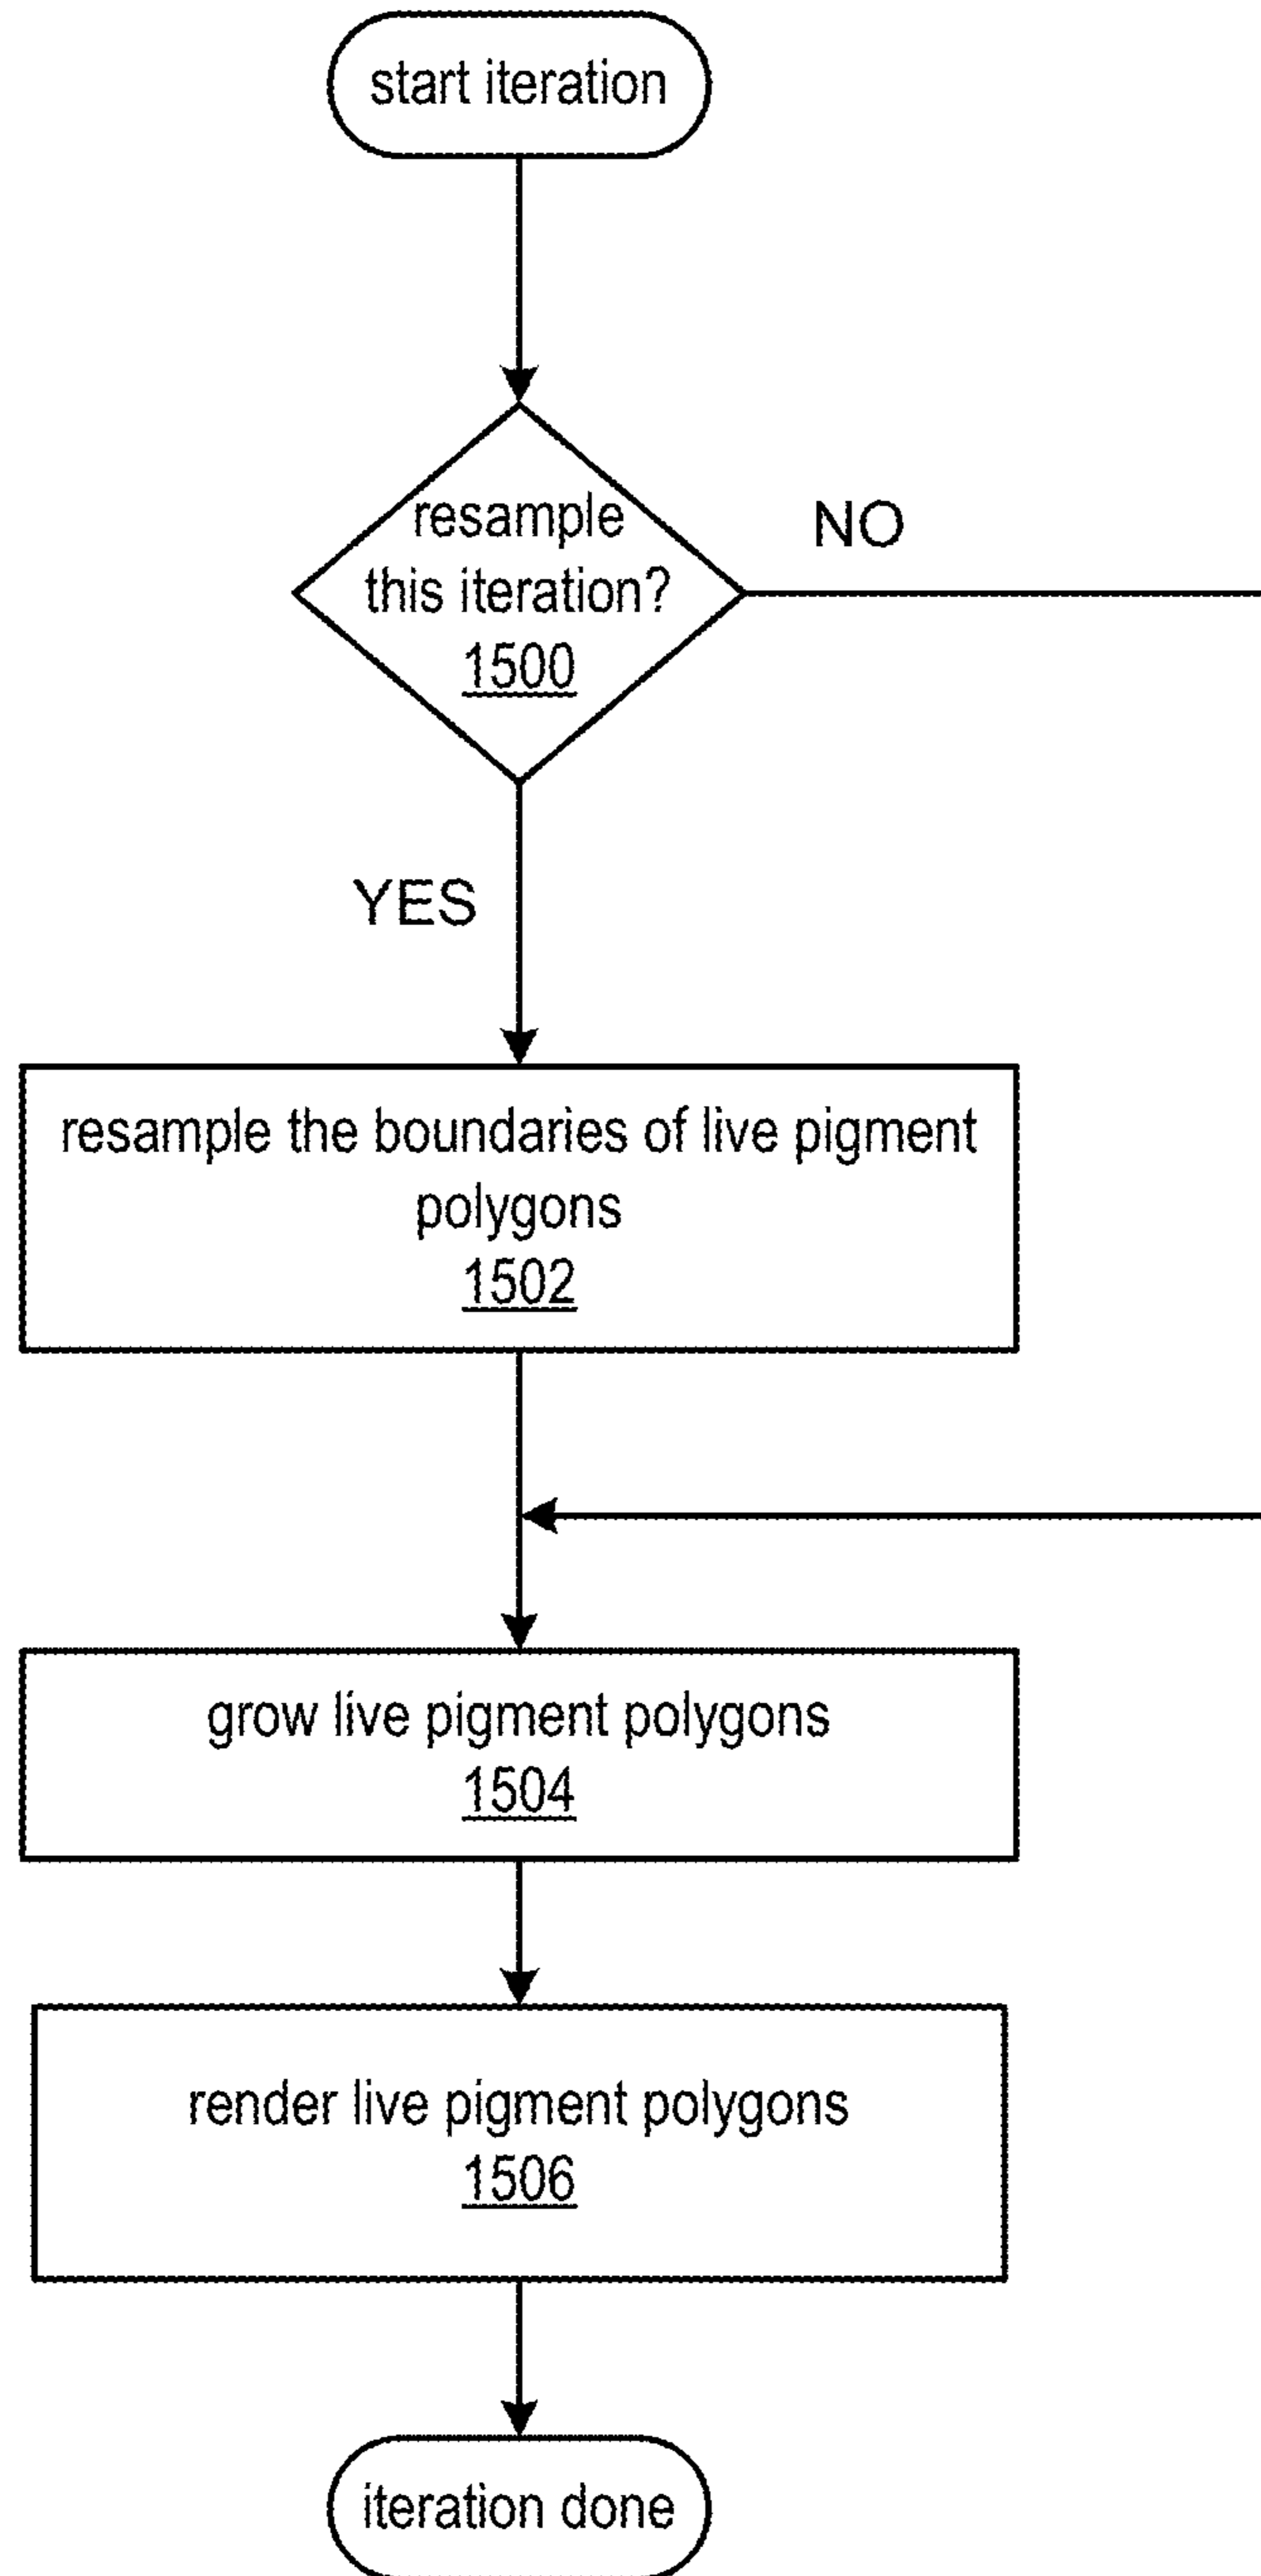 start iteration
resample
this iteration?
1500
NO
YES
resample the boundaries of live pigment
polygons
1502
grow live pigment polygons
1504
render live pigment polygons
1506
iteration done